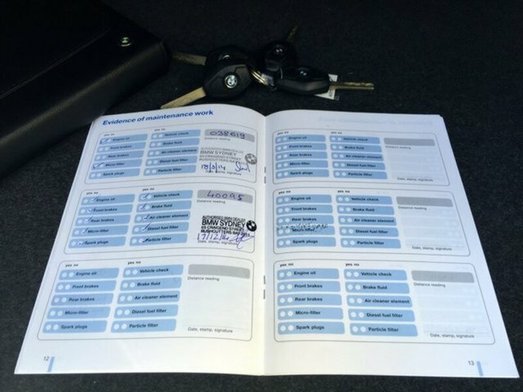 Evidence of maintenance work
yes no
Engine oil
Front brakes
Rear brakes
Micro-filter
Spark plugs
yes no
Vehicle check
Brake fluid
Air cleaner element
Diesel fuel filter
Particle filter
038619
Distance reading
BMW SYDNEY
Date, stamp, signature
yes no
Engine oil
Front brakes
Rear brakes
Micro-filter
Spark plugs
yes no
Vehicle check
Brake fluid
Air cleaner element
Diesel fuel filter
Particle filter
40095
BMW SYDNEY
Date, stamp, signature
yes no
Engine oil
Front brakes
Rear brakes
Micro-filter
Spark plugs
yes no
Vehicle check
Brake fluid
Air cleaner element
Diesel fuel filter
Particle filter
Distance reading
Date, stamp, signature
12
yes no
Engine oil
Front brakes
Rear brakes
Micro-filter
Spark plugs
yes no
Vehicle check
Brake fluid
Air cleaner element
Diesel fuel filter
Particle filter
Distance reading
Date, stamp, signature
yes no
Engine oil
Front brakes
Rear brakes
Micro-filter
Spark plugs
yes no
Vehicle check
Brake fluid
Air cleaner element
Diesel fuel filter
Particle filter
Distance reading
Date, stamp, signature
yes no
Engine oil
Front brakes
Rear brakes
Micro-filter
Spark plugs
yes no
Vehicle check
Brake fluid
Air cleaner element
Diesel fuel filter
Particle filter
Distance reading
Date, stamp, signature
13